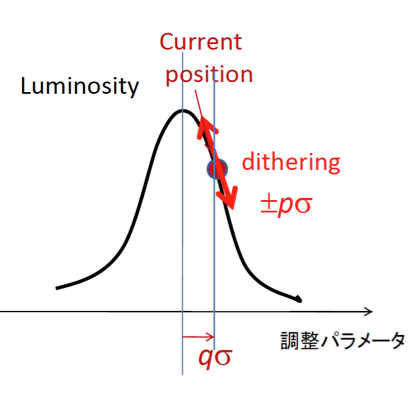 Current
position
Luminosity
dithering
±pσ
調整パラメータ
qσ